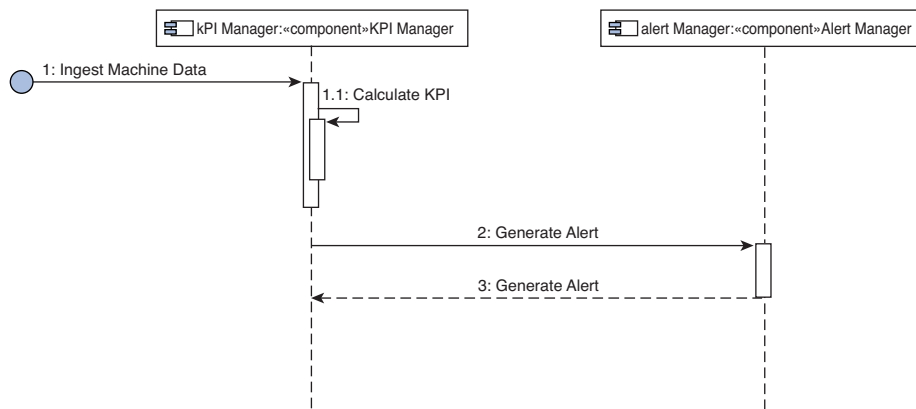 kPI Manager:«component»KPI Manager
alert Manager:«component»Alert Manager
1: Ingest Machine Data
1.1: Calculate KPI
2: Generate Alert
3: Generate Alert